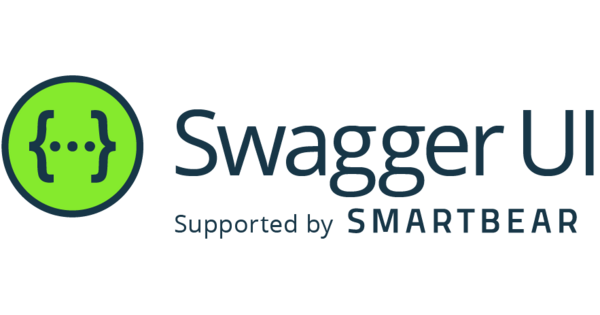 {···}
Swagger UI
Supported by SMARTBEAR